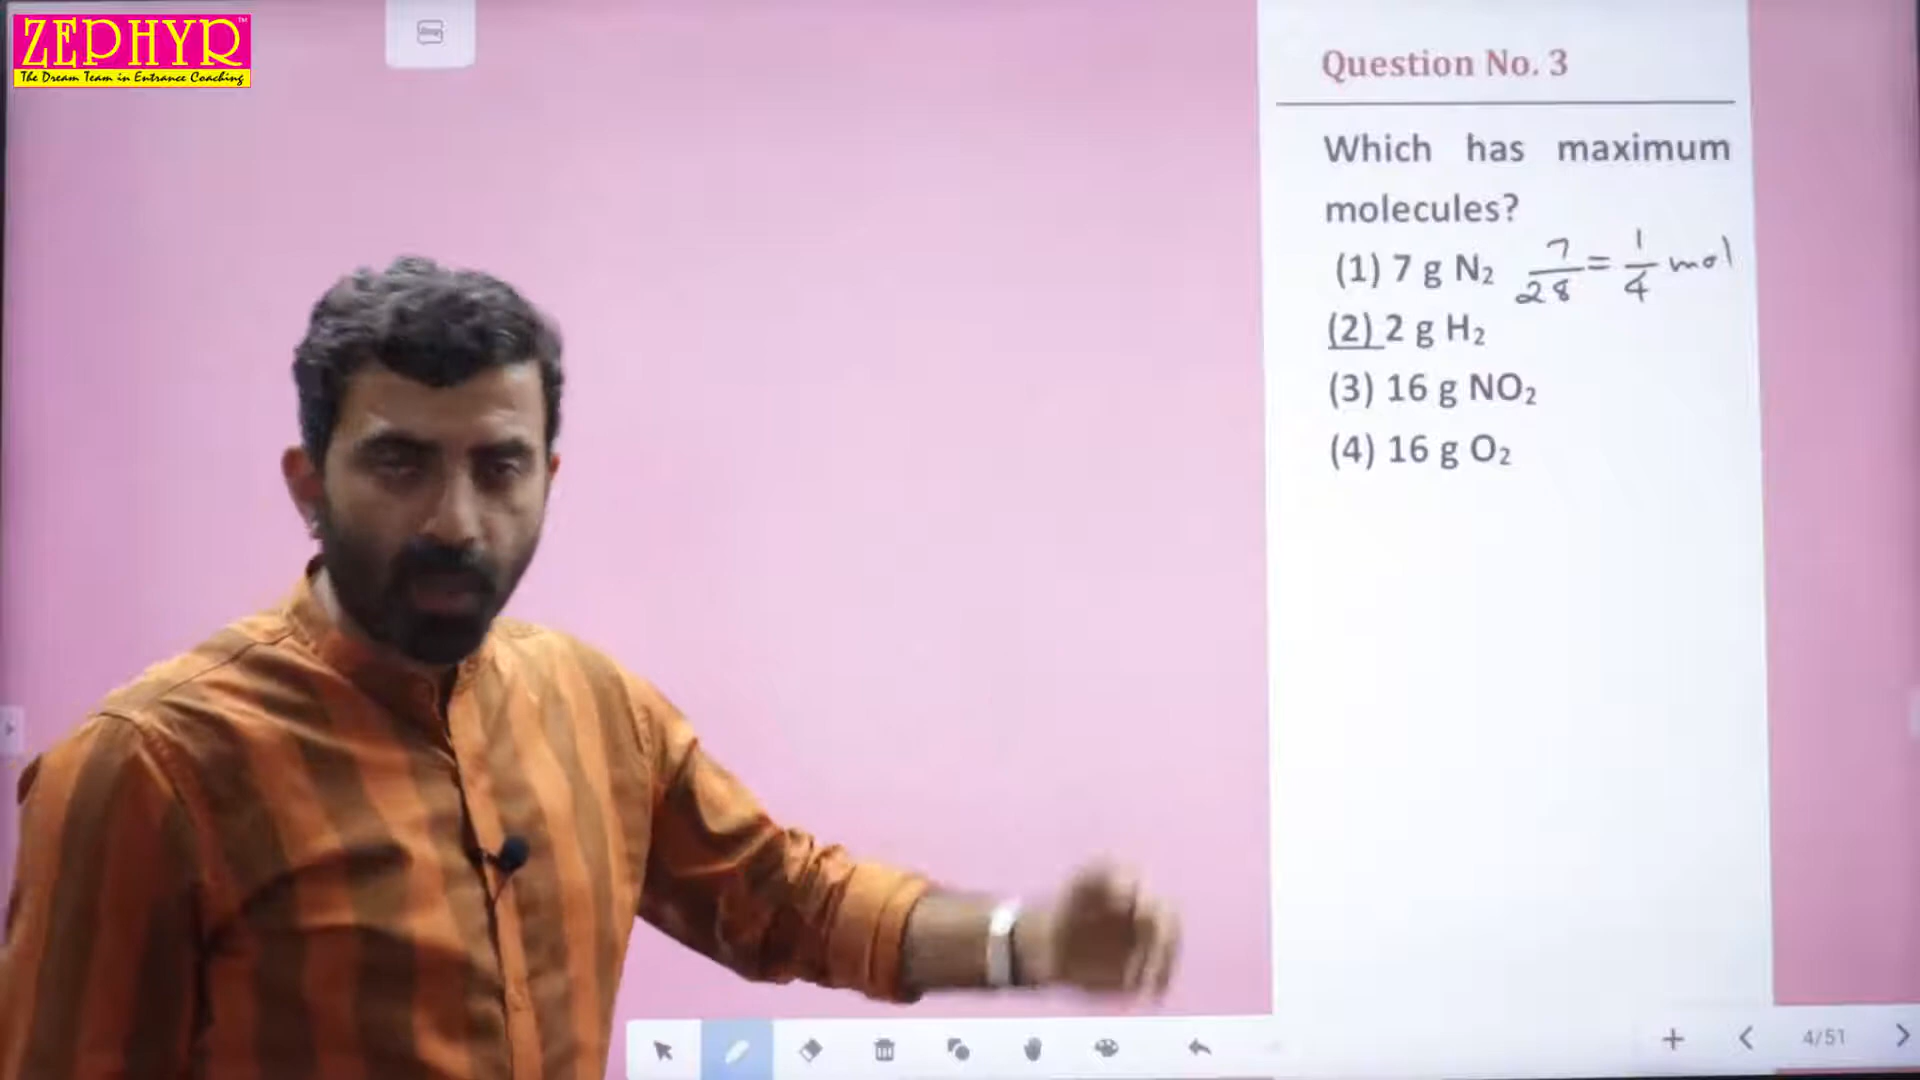 ZEPHYR™
The Dream Team in Entrance Coaching
Question No. 3
Which has maximum
molecules?
(1) 7 g N₂ 7/28 = 1/4 mol
(2) 2 g H₂
(3) 16 g NO₂
(4) 16 g O₂
4/51